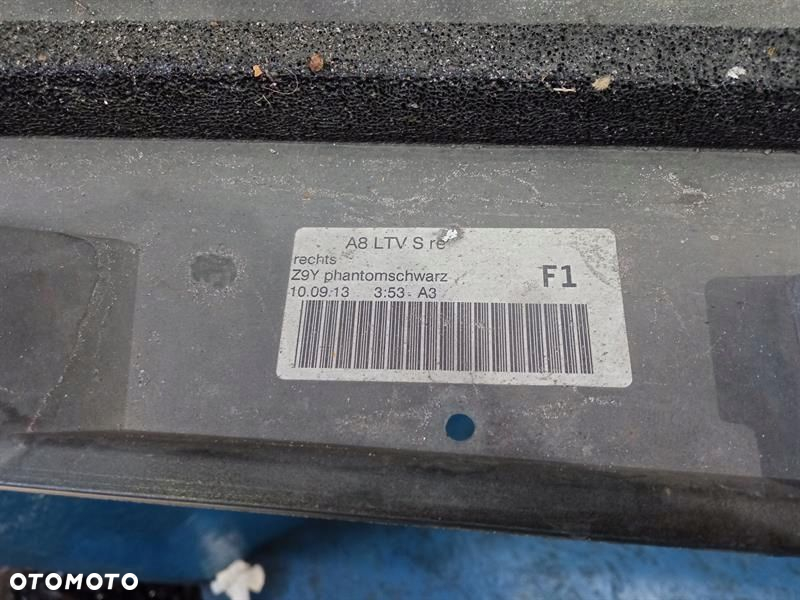 A8 LTV S re
rechts
Z9Y phantomschwarz
F1
10.09.13 3:53 - A3
OTOMOTO